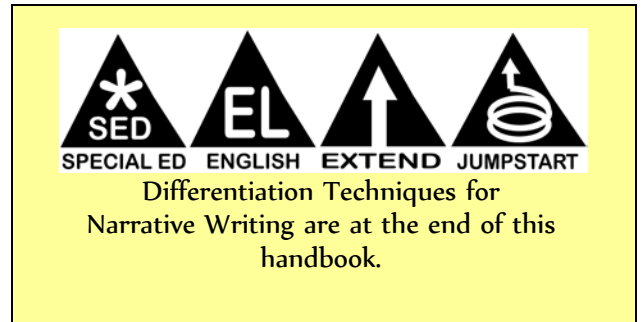 SED EL
SPECIAL ED ENGLISH EXTEND JUMPSTART
Differentiation Techniques for
Narrative Writing are at the end of this
handbook.